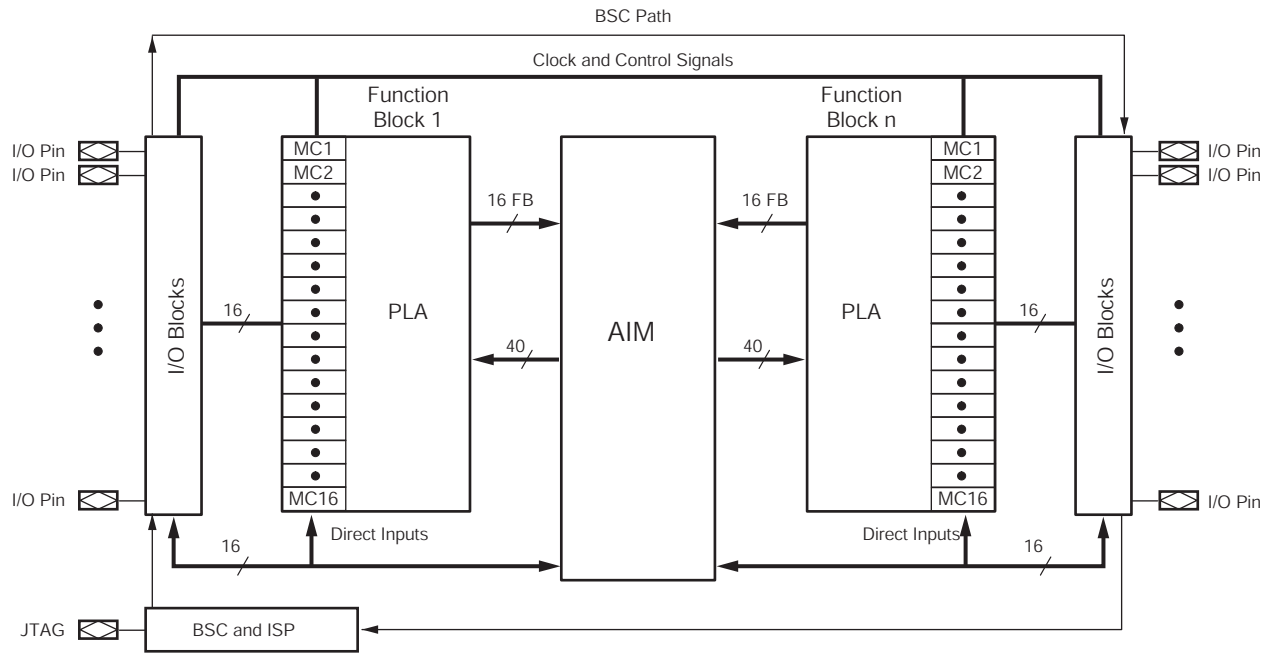 BSC Path
Clock and Control Signals
Function
Block 1
Function
Block n
I/O Pin
I/O Pin
I/O Pin
I/O Blocks
16
MC1
MC2
MC16
PLA
16 FB
40
AIM
16 FB
40
PLA
MC1
MC2
MC16
16
I/O Blocks
I/O Pin
I/O Pin
I/O Pin
Direct Inputs
16
Direct Inputs
16
JTAG
BSC and ISP